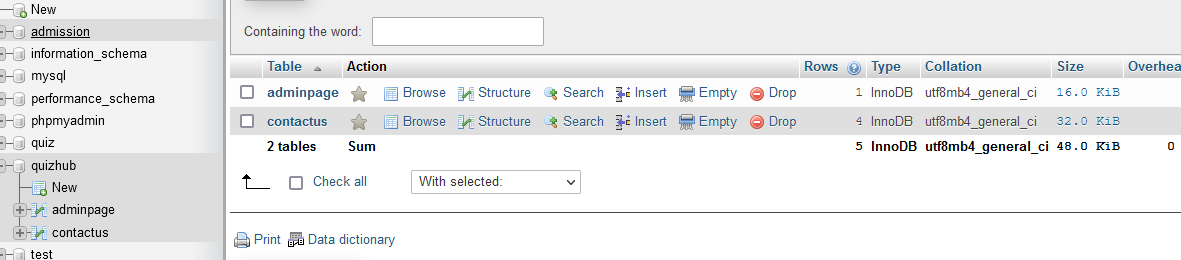 New
admission
information_schema
mysql
performance_schema
phpmyadmin
quiz
quizhub
New
adminpage
contactus
test
Containing the word:
Table Action Rows Type Collation Size Overhea
adminpage Browse Structure Search Insert Empty Drop 1 InnoDB utf8mb4_general_ci 16.0 KiB
contactus Browse Structure Search Insert Empty Drop 4 InnoDB utf8mb4_general_ci 32.0 KiB
2 tables Sum 5 InnoDB utf8mb4_general_ci 48.0 KiB 0
Check all With selected:
Print Data dictionary